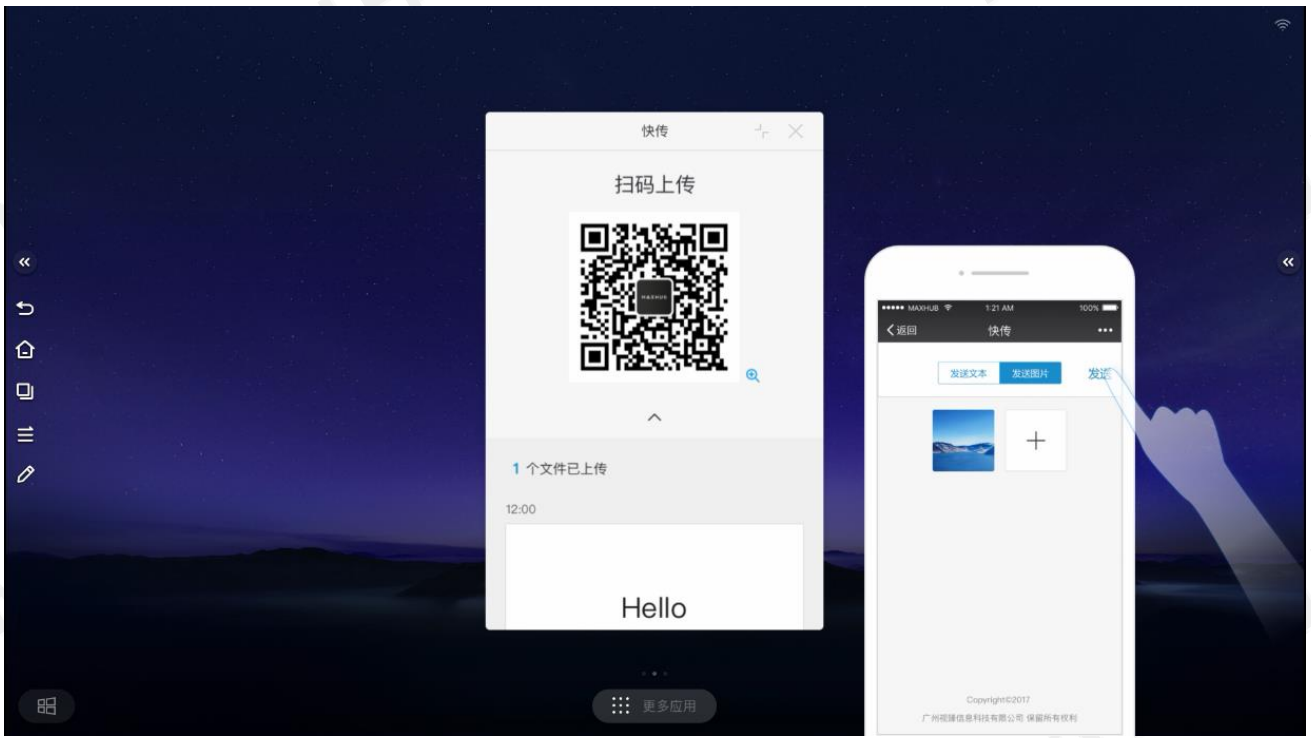 快传
扫码上传
MAXHUB
1 个文件已上传
12:00
Hello
更多应用
MAXHUB 1:21 AM 100%
返回 快传
发送文本 发送图片 发送
Copyright©2017
广州视臻信息科技有限公司 保留所有权利